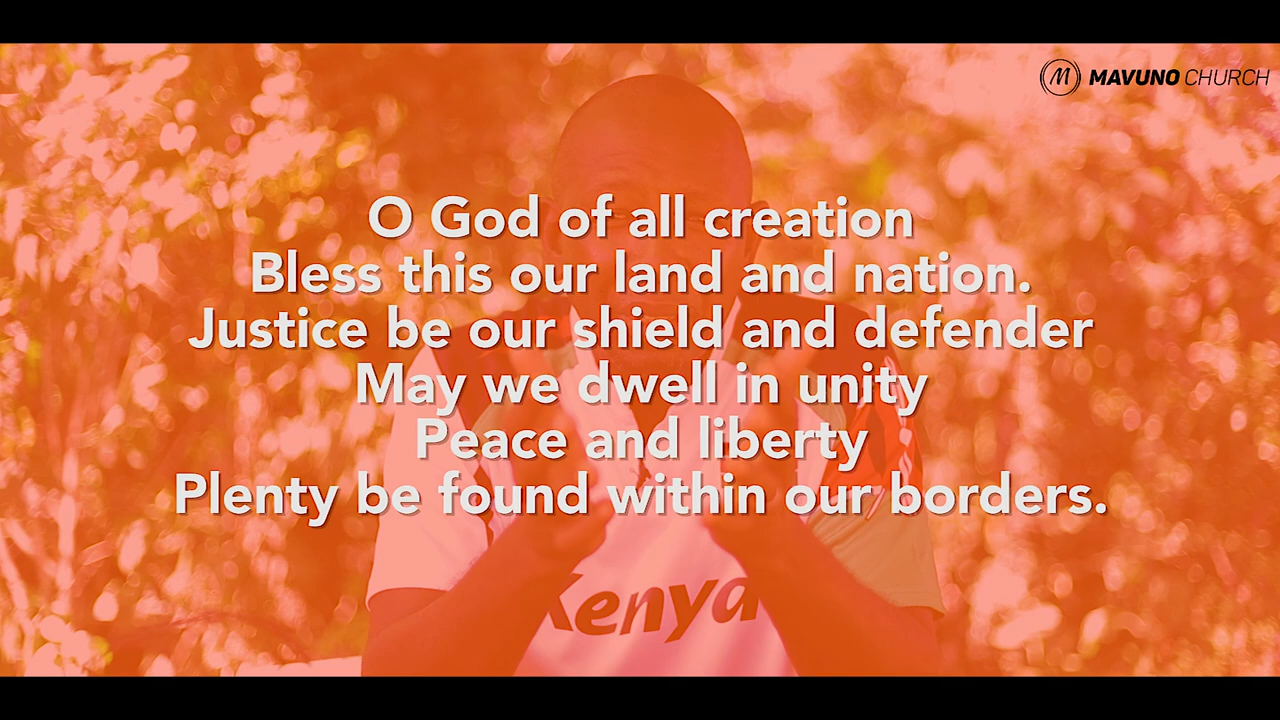 MAVUNO CHURCH
O God of all creation
Bless this our land and nation.
Justice be our shield and defender
May we dwell in unity
Peace and liberty
Plenty be found within our borders.
Kenya